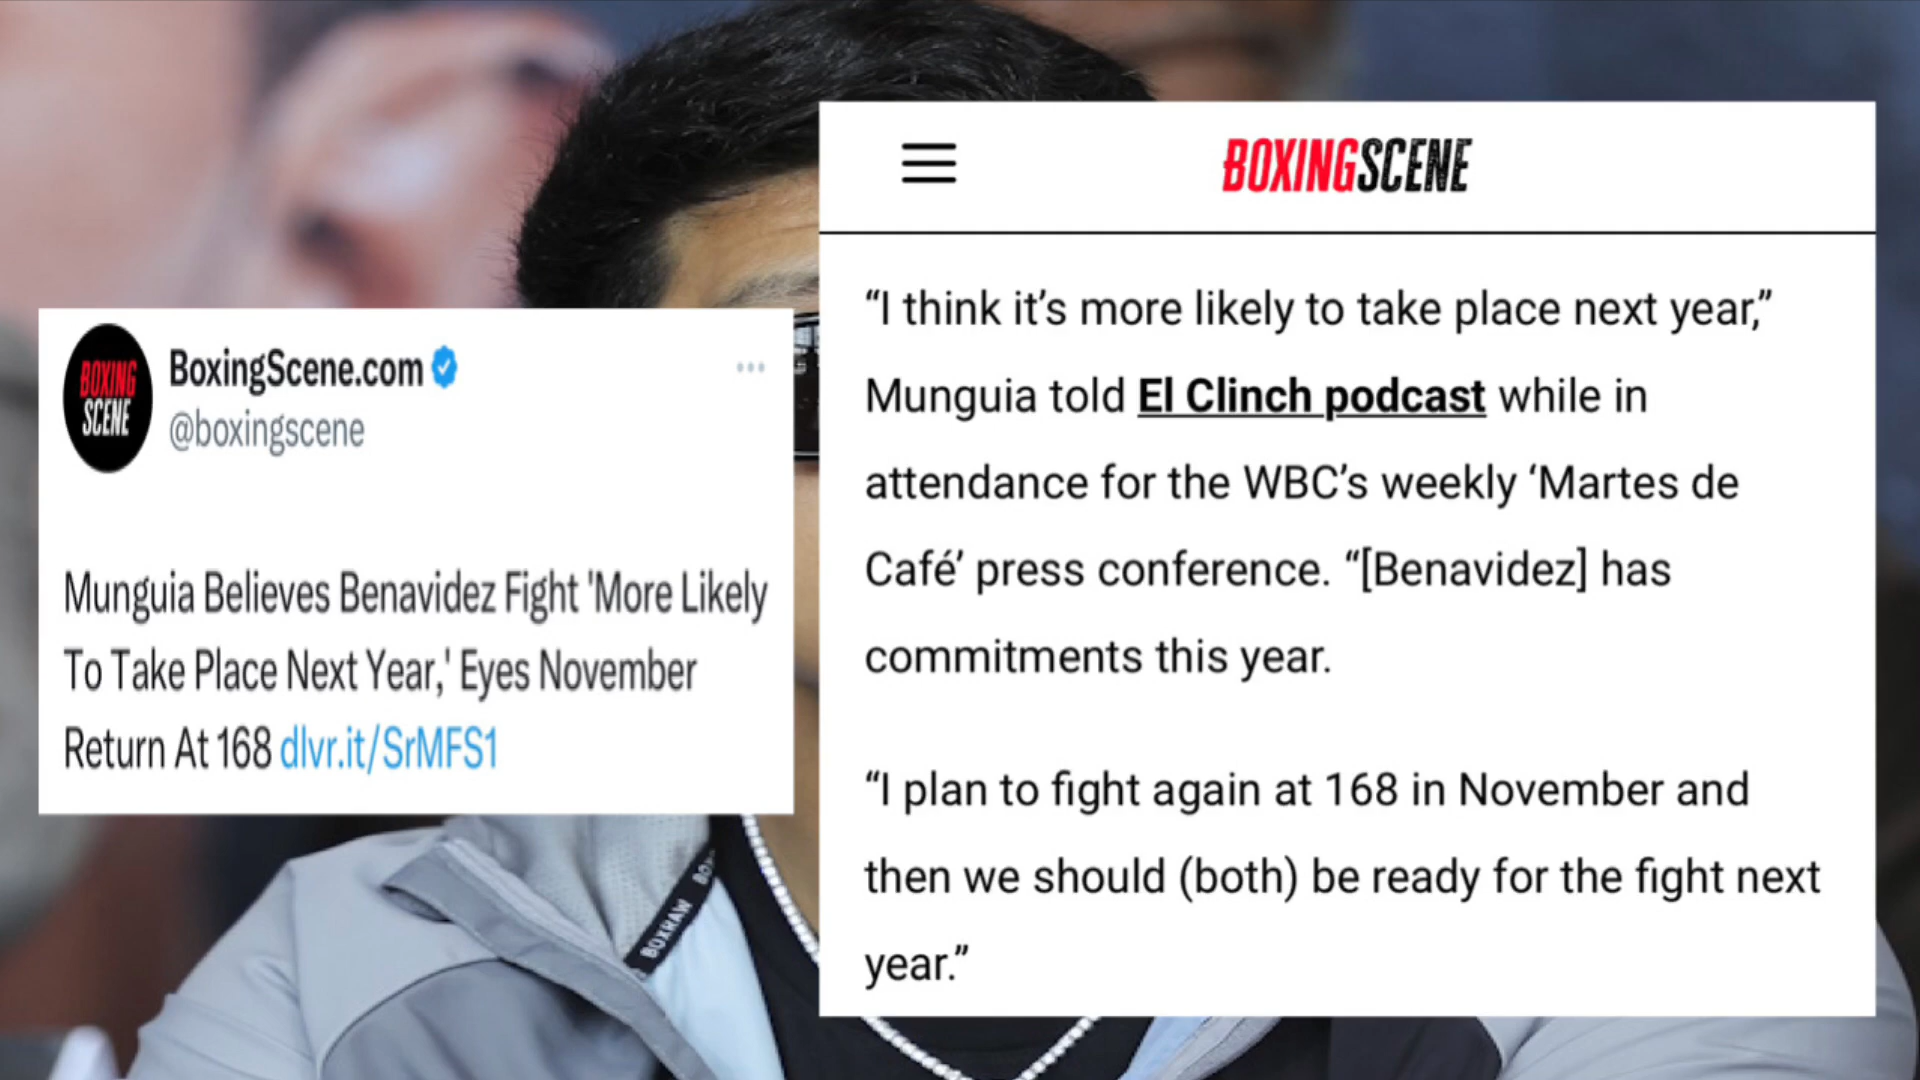 BOXING
SCENE
BoxingScene.com
@boxingscene
Munguia Believes Benavidez Fight 'More Likely
To Take Place Next Year,' Eyes November
Return At 168 dlvr.it/SrMFS1
BOXINGSCENE
“I think it’s more likely to take place next year,”
Munguia told El Clinch podcast while in
attendance for the WBC’s weekly ‘Martes de
Café’ press conference. “[Benavidez] has
commitments this year.
“I plan to fight again at 168 in November and
then we should (both) be ready for the fight next
year.”
BOXRAW